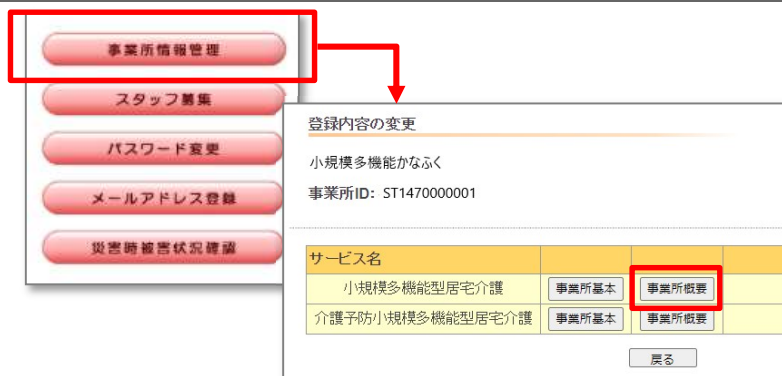 事業所情報管理
スタッフ募集
パスワード変更
メールアドレス登録
災害時被害状況確認
登録内容の変更
小規模多機能かなふく
事業所ID: ST1470000001
サービス名
小規模多機能型居宅介護 事業所基本 事業所概要
介護予防小規模多機能型居宅介護 事業所基本 事業所概要
戻る